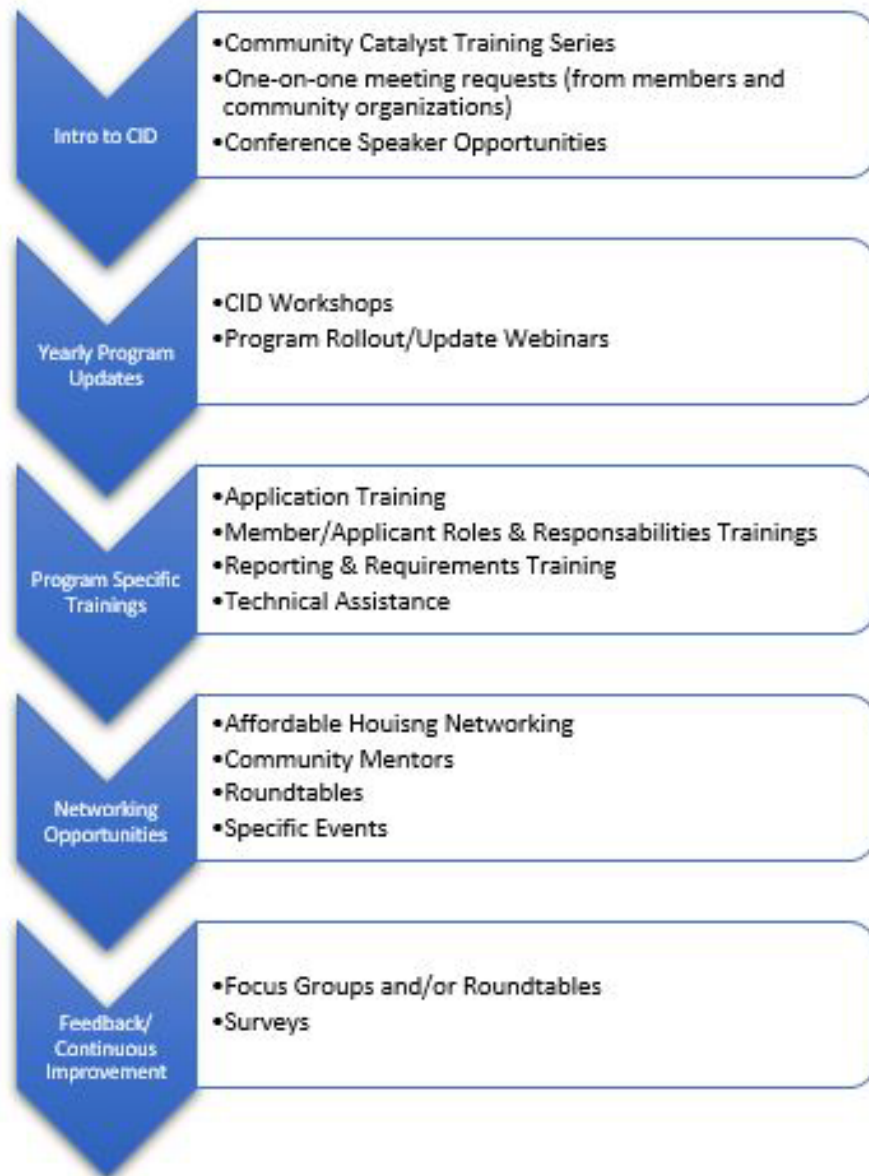 Intro to CID
•Community Catalyst Training Series
•One-on-one meeting requests (from members and
community organizations)
•Conference Speaker Opportunities
Yearly Program
Updates
•CID Workshops
•Program Rollout/Update Webinars
Program Specific
Trainings
•Application Training
•Member/Applicant Roles & Responsabilities Trainings
•Reporting & Requirements Training
•Technical Assistance
Networking
Opportunities
•Affordable Houisng Networking
•Community Mentors
•Roundtables
•Specific Events
Feedback/
Continuous
Improvement
•Focus Groups and/or Roundtables
•Surveys